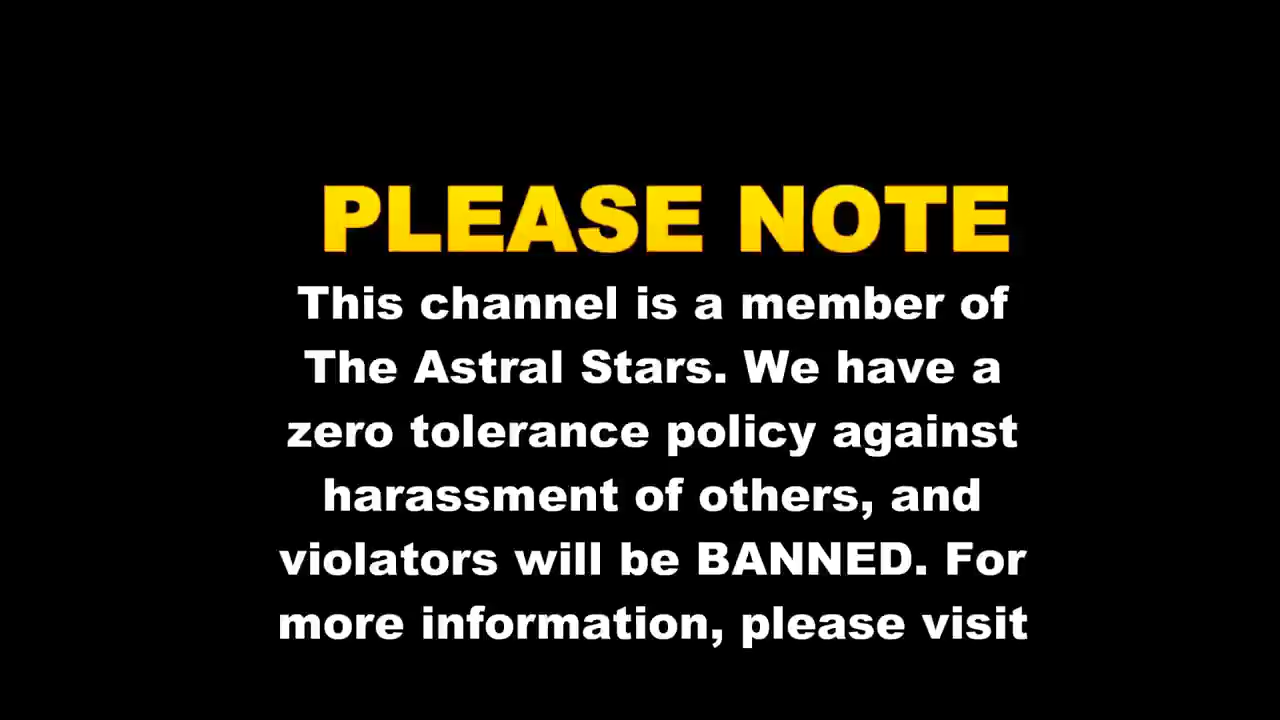 PLEASE NOTE
This channel is a member of
The Astral Stars. We have a
zero tolerance policy against
harassment of others, and
violators will be BANNED. For
more information, please visit